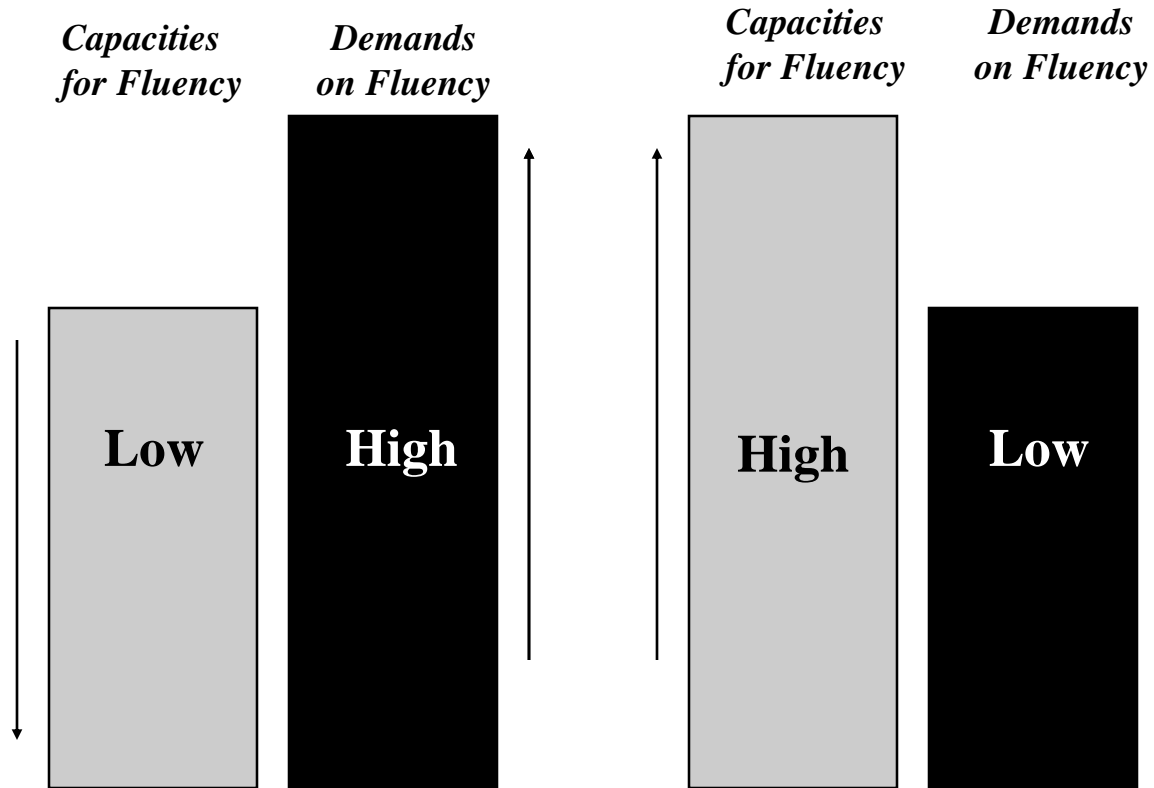 Capacities
for Fluency
Demands
on Fluency
Capacities
for Fluency
Demands
on Fluency
Low
High
High
Low